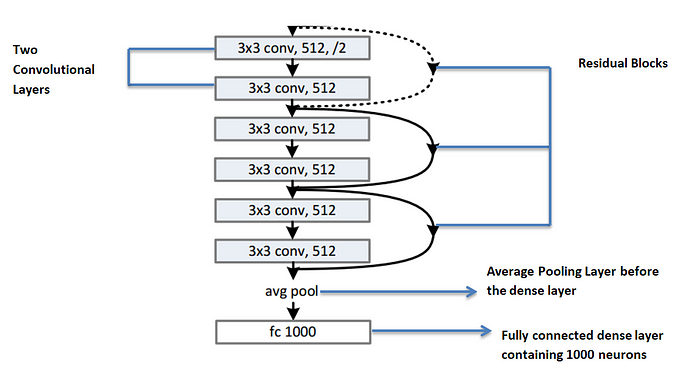 Two
Convolutional
Layers
3x3 conv, 512, /2
3x3 conv, 512
3x3 conv, 512
3x3 conv, 512
3x3 conv, 512
3x3 conv, 512
avg pool
fc 1000
Residual Blocks
Average Pooling Layer before
the dense layer
Fully connected dense layer
containing 1000 neurons